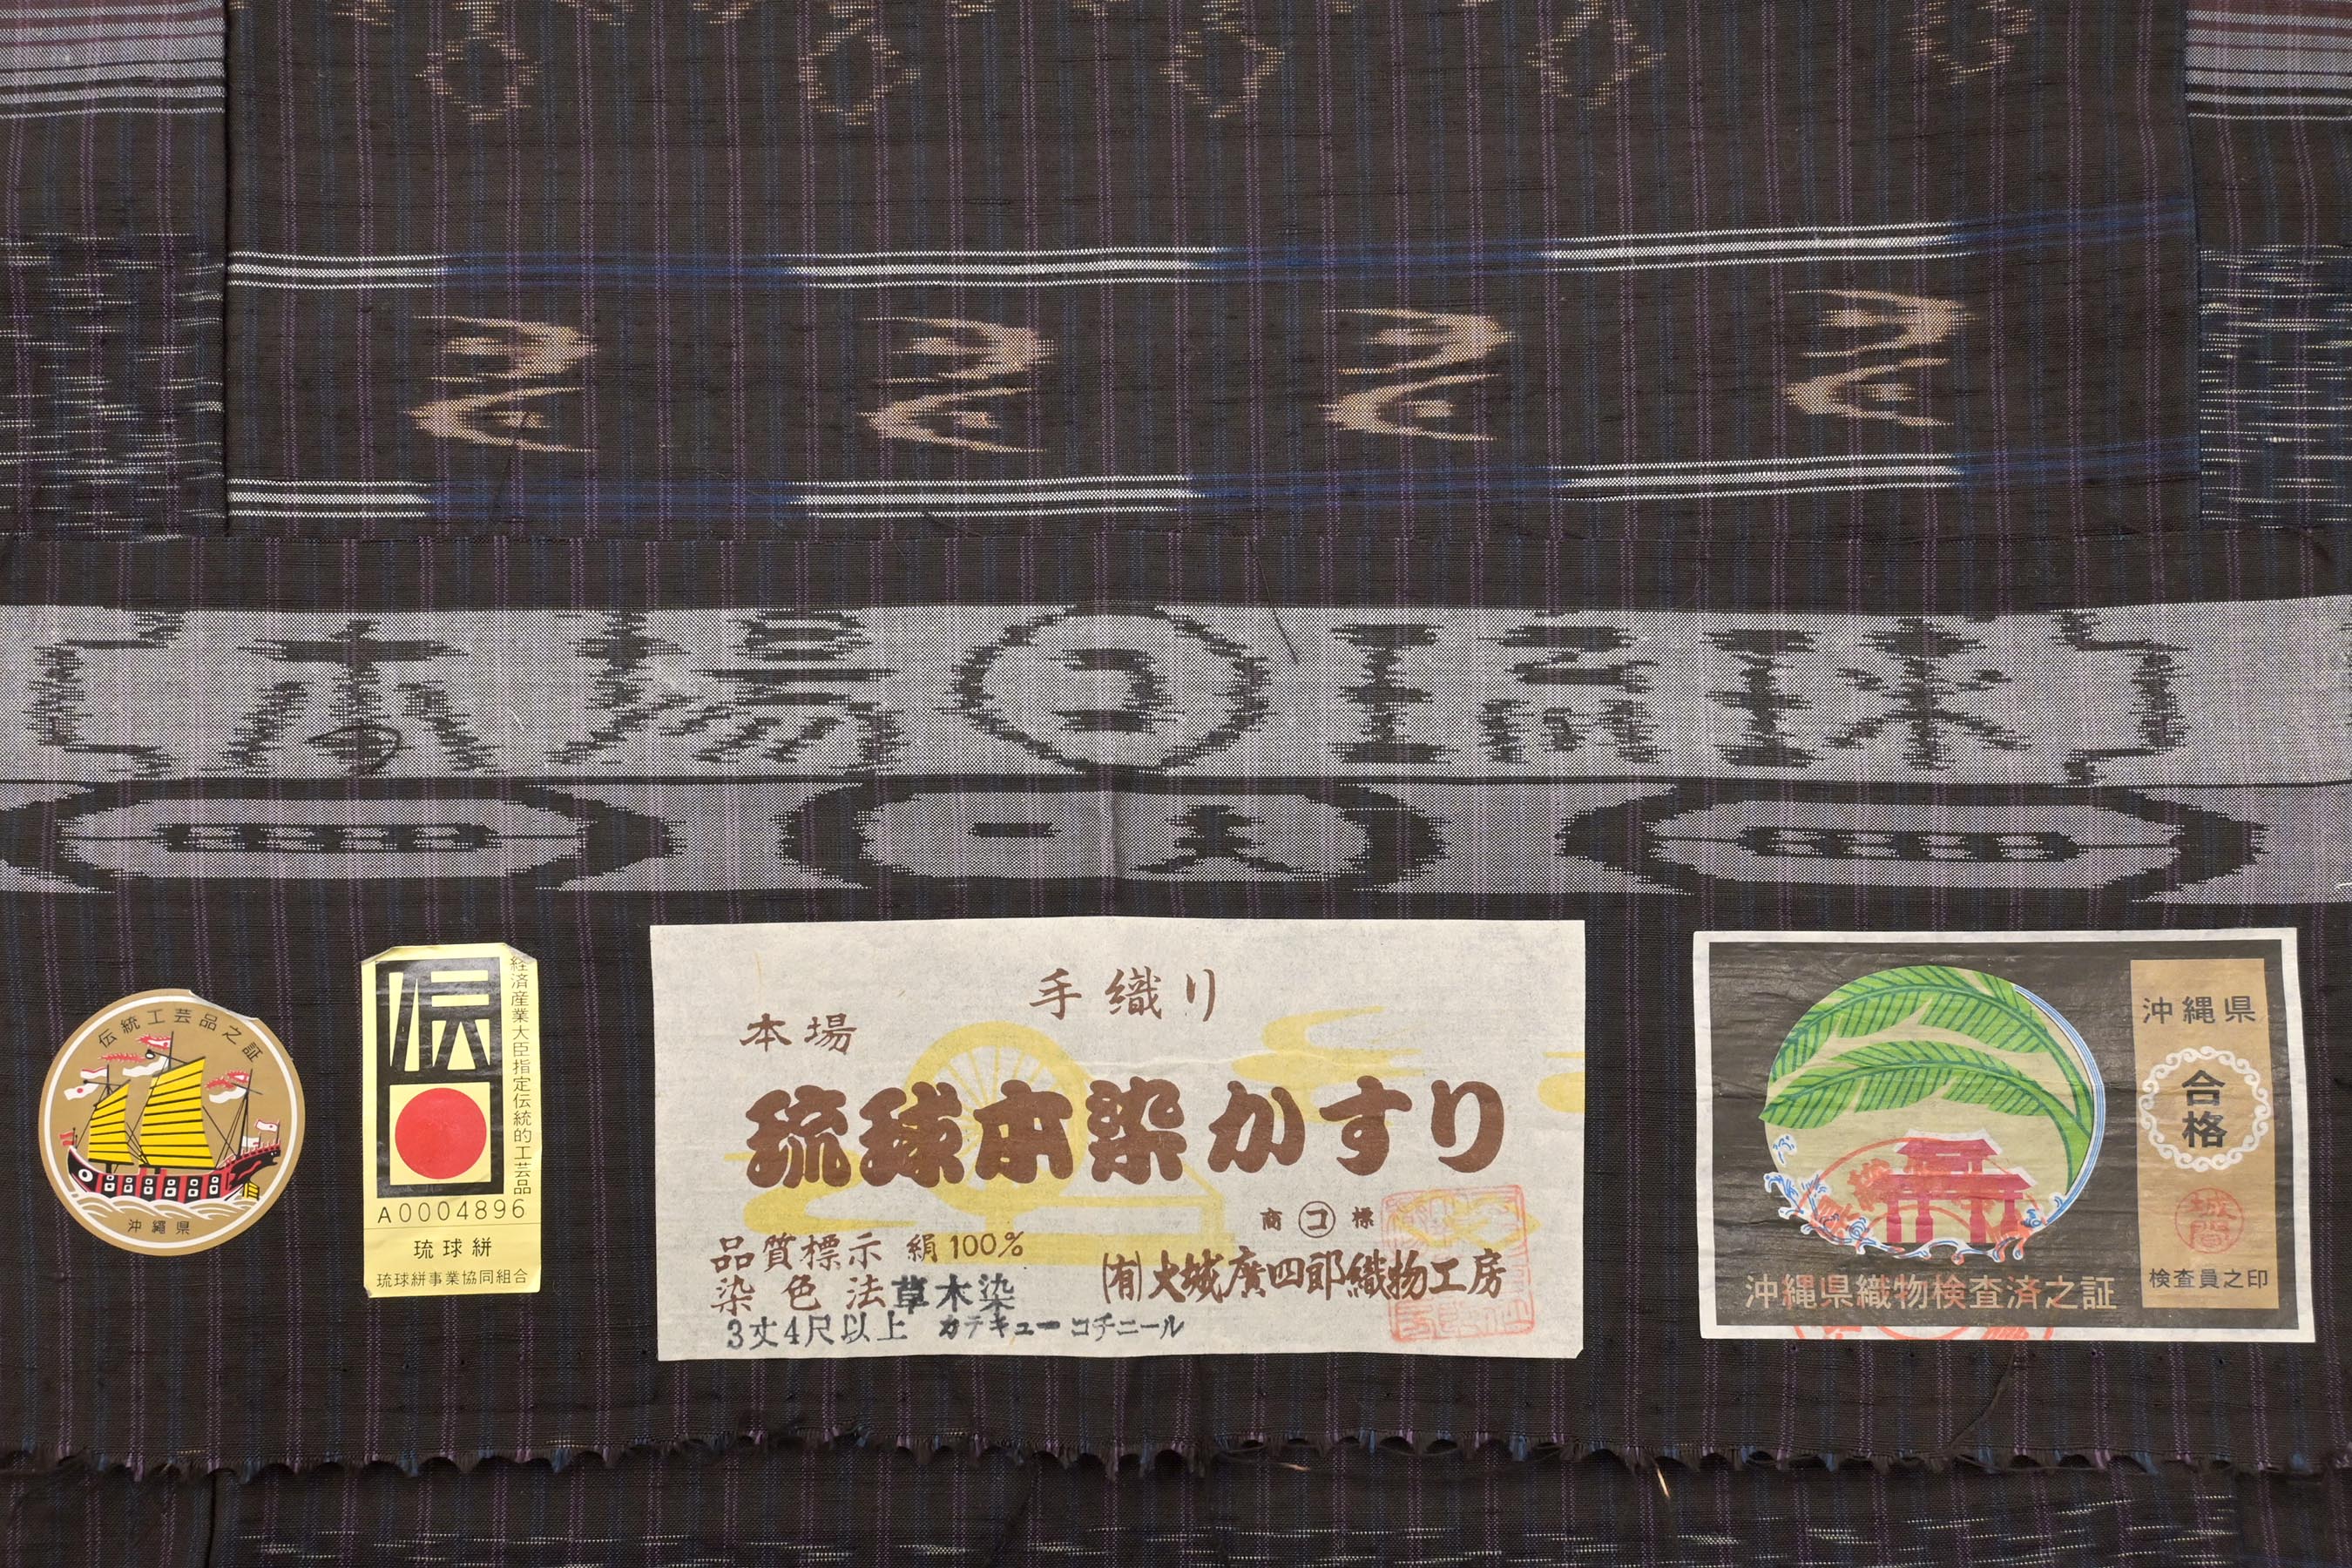 本場コ琉球
伝統工芸品之証
沖縄県
伝
経済産業大臣指定伝統的工芸品
A0004896
琉球絣
琉球絣事業協同組合
手織り
本場
琉球本染かすり
商コ標
品質標示 絹100%
(有)大城廣四郎織物工房
染色法草木染
3丈4尺以上 カテキュー コチニール
沖縄県
合格
城間
検査員之印
沖縄県織物検査済之証